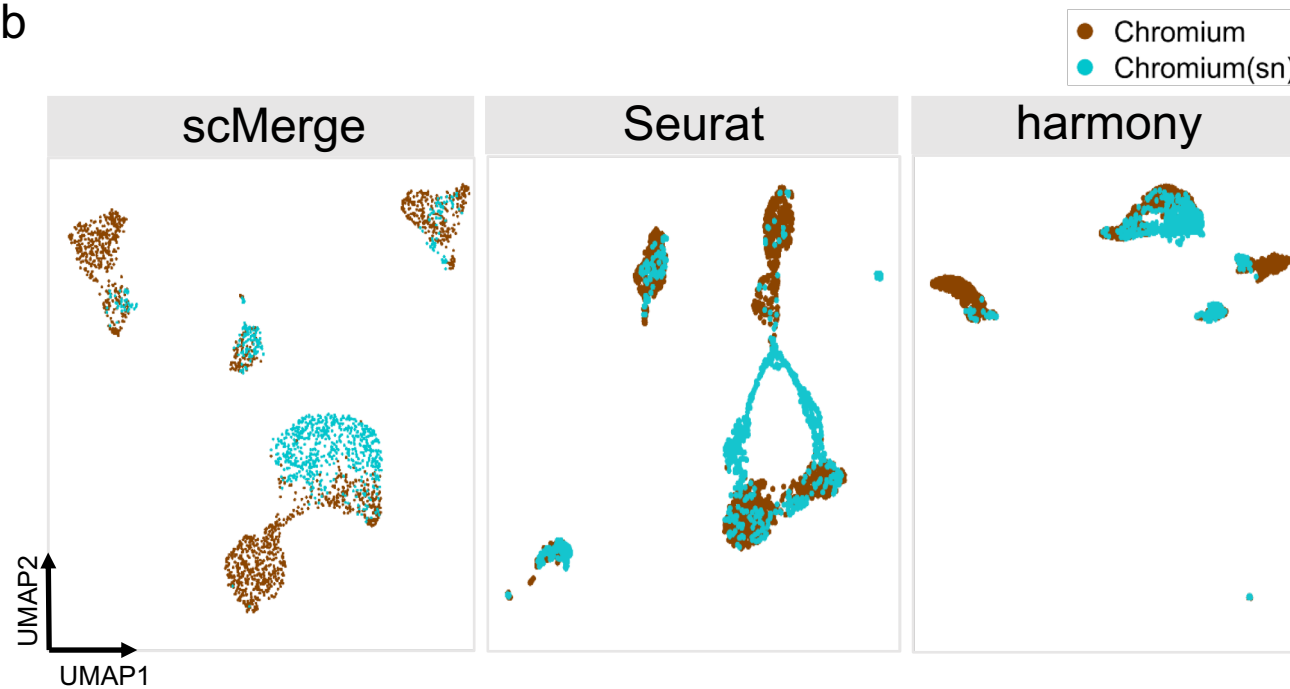 b
Chromium
Chromium(sn)
scMerge
Seurat
harmony
UMAP2
UMAP1